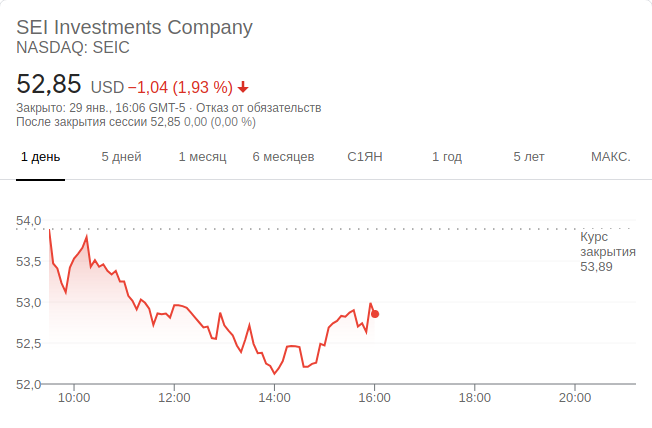 SEI Investments Company
NASDAQ: SEIC
52,85 USD −1,04 (1,93 %)
Закрыто: 29 янв., 16:06 GMT-5 · Отказ от обязательств
После закрытия сессии 52,85 0,00 (0,00 %)
1 день 5 дней 1 месяц 6 месяцев С1ЯН 1 год 5 лет МАКС.
54,0
Курс
закрытия
53,89
53,5
53,0
52,5
52,0
10:00 12:00 14:00 16:00 18:00 20:00